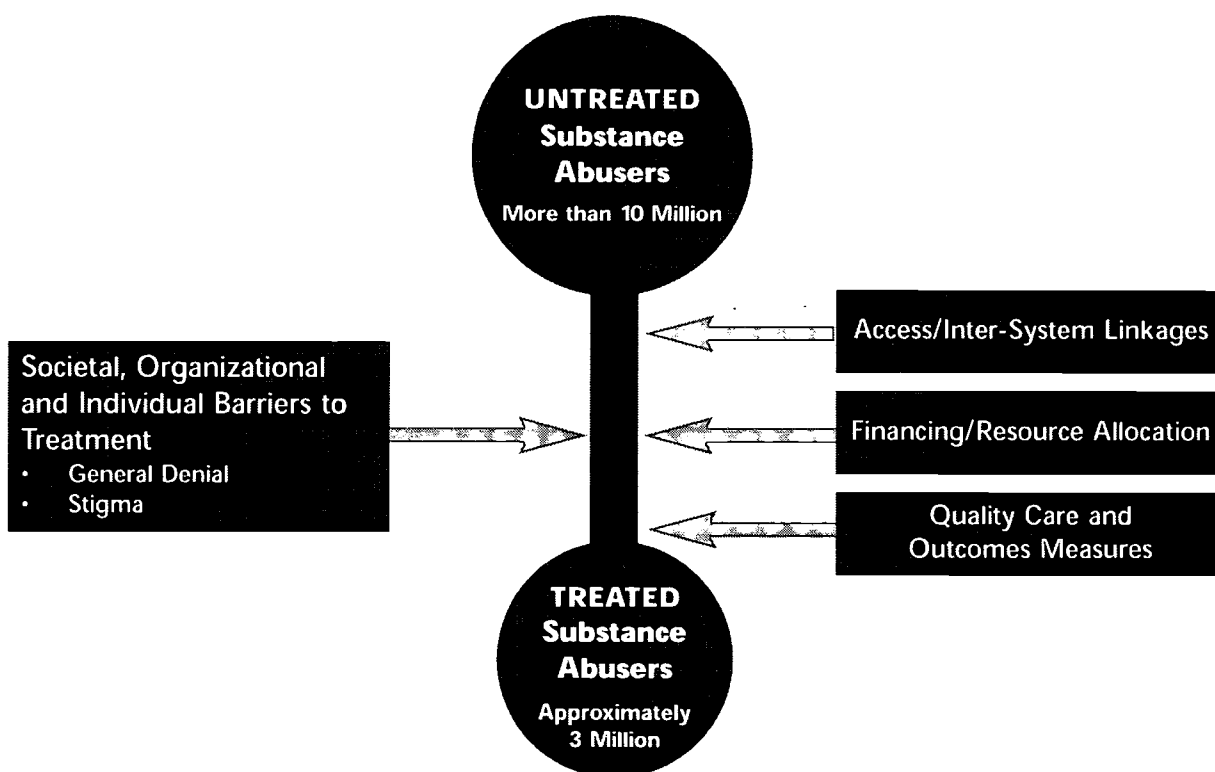 UNTREATED
Substance
Abusers
More than 10 Million
Societal, Organizational
and Individual Barriers to
Treatment
• General Denial
• Stigma
Access/Inter-System Linkages
Financing/Resource Allocation
Quality Care and
Outcomes Measures
TREATED
Substance
Abusers
Approximately
3 Million